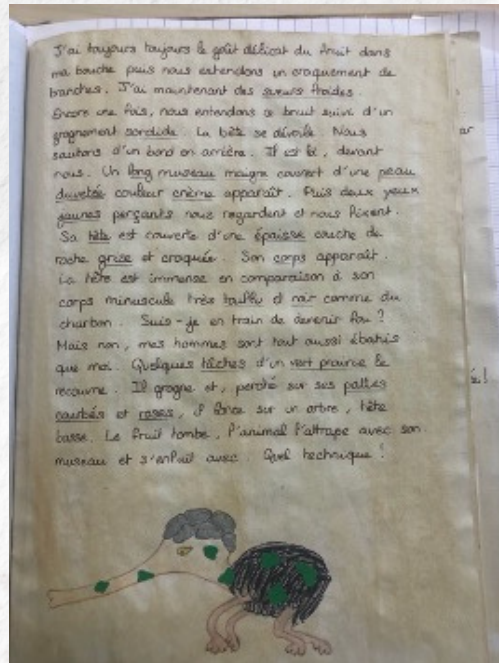 J'ai toujours toujours le goût délicat du fruit dans
ma bouche puis nous entendons un craquement de
branches. J'ai maintenant des sueurs froides.
Encore une fois, nous entendons ce bruit suivi d'un
grognement sordide. La bête se dévoile. Nous
sautons d'un bond en arrière. Il est là, devant
nous. Un long museau maigre couvert d'une peau
duvetée couleur crème apparaît. Puis deux yeux
jaunes perçants nous regardent et nous fixent.
Sa tête est couverte d'une épaisse couche de
roche grise et craquée. Son corps apparaît.
La tête est immense en comparaison à son
corps minuscule très touffu et noir comme du
charbon. Suis-je en train de devenir fou ?
Mais non, mes hommes sont tout aussi ébahis
que moi. Quelques tâches d'un vert prairie le
recouvre. Il grogne et, perché sur ses pattes
courbés et roses, il fonce sur un arbre, tête
basse. Le fruit tombe, l'animal l'attrape avec son
museau et s'enfuit avec. Quel technique !